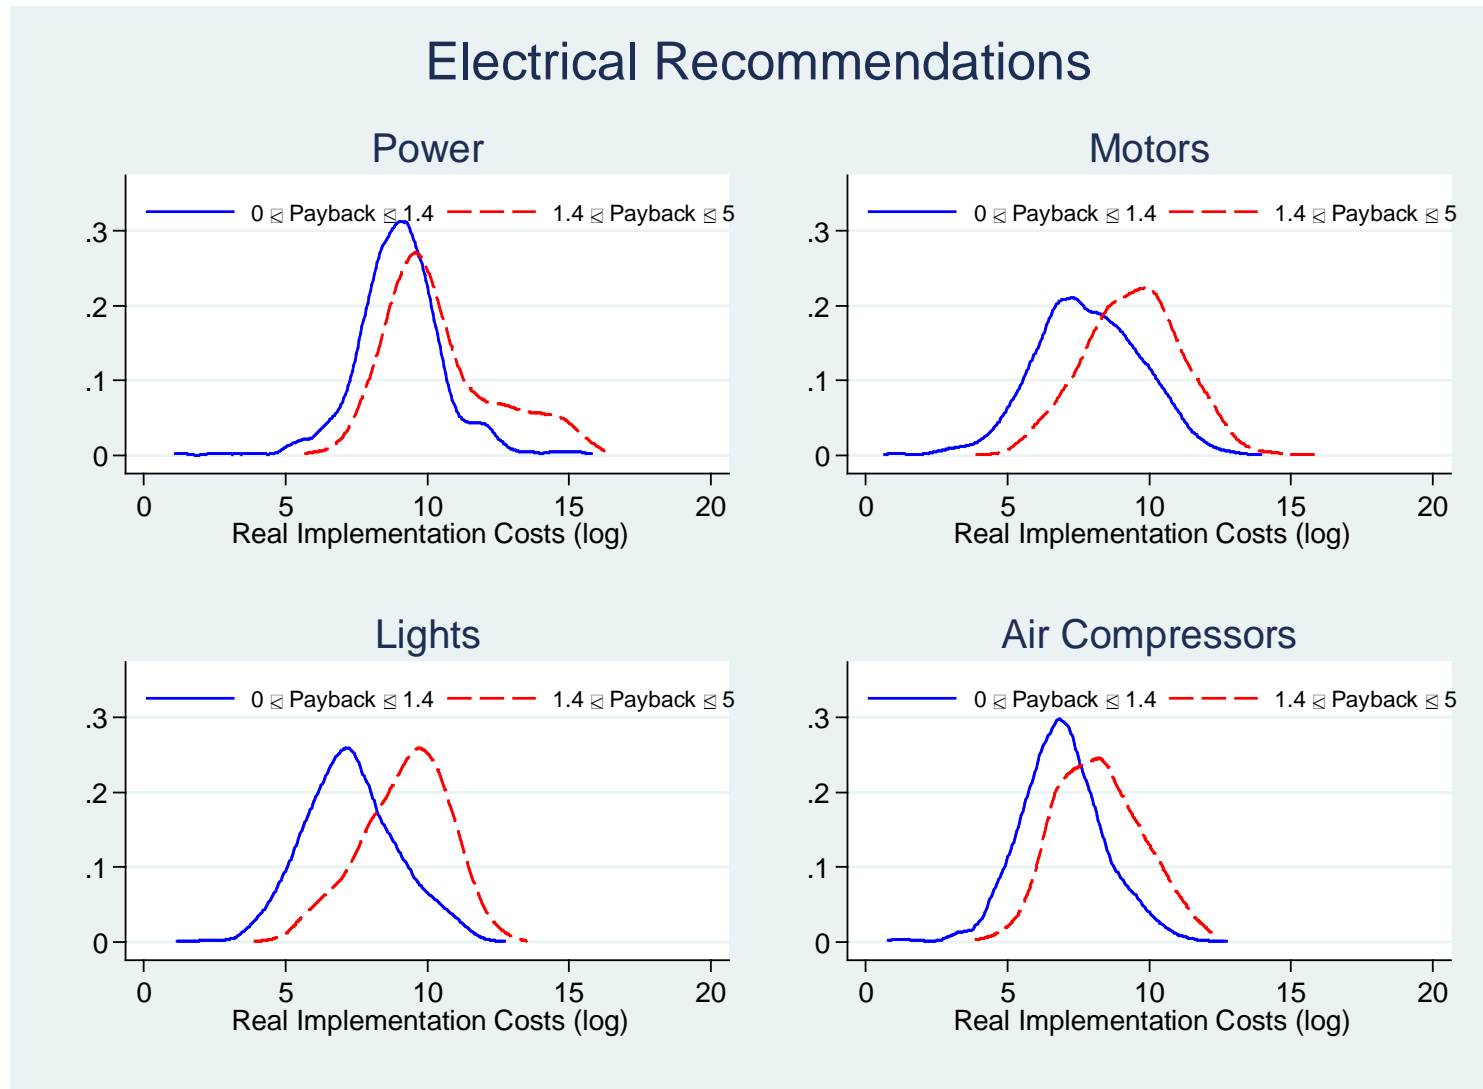 Electrical Recommendations
Power
0 ≤ Payback ≤ 1.4
1.4 ≤ Payback ≤ 5
.3
.2
.1
0
0 5 10 15 20
Real Implementation Costs (log)
Motors
0 ≤ Payback ≤ 1.4
1.4 ≤ Payback ≤ 5
.3
.2
.1
0
0 5 10 15 20
Real Implementation Costs (log)
Lights
0 ≤ Payback ≤ 1.4
1.4 ≤ Payback ≤ 5
.3
.2
.1
0
0 5 10 15 20
Real Implementation Costs (log)
Air Compressors
0 ≤ Payback ≤ 1.4
1.4 ≤ Payback ≤ 5
.3
.2
.1
0
0 5 10 15 20
Real Implementation Costs (log)